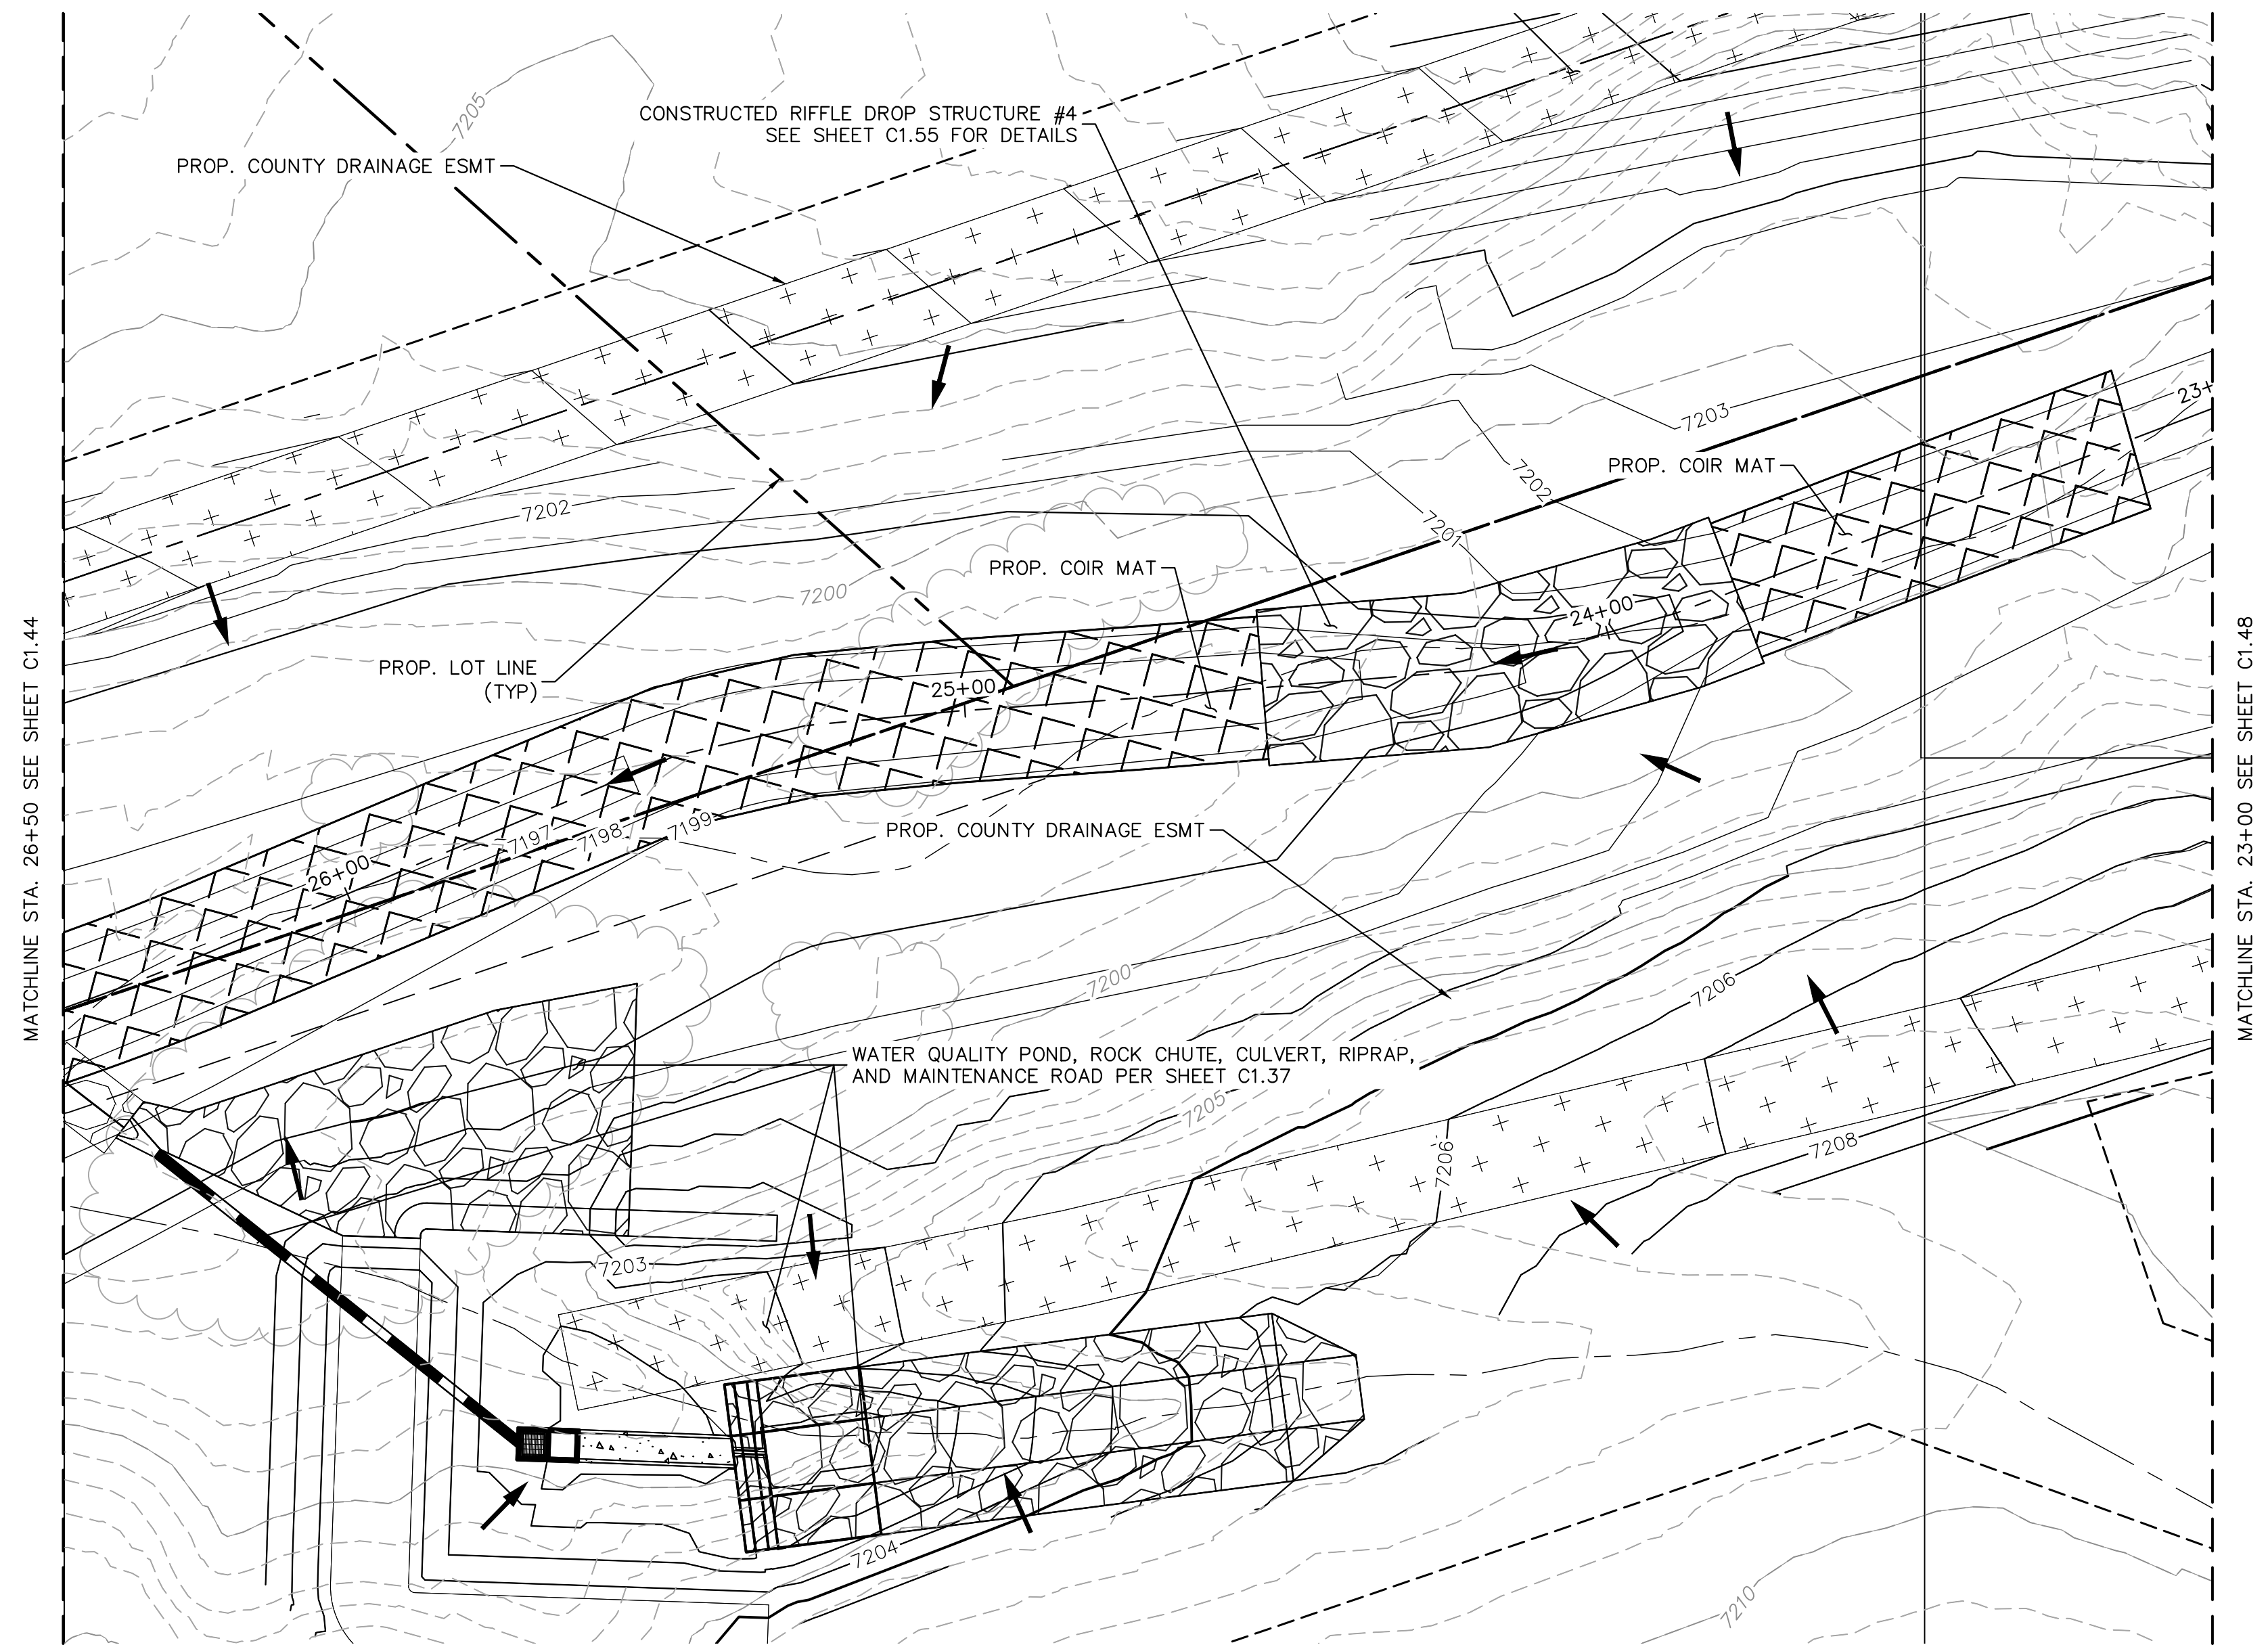 7205
CONSTRUCTED RIFFLE DROP STRUCTURE #4
SEE SHEET C1.55 FOR DETAILS
PROP. COUNTY DRAINAGE ESMT
23+
7203
PROP. COIR MAT
7202
7202
7201
PROP. COIR MAT
7200
24+00
PROP. LOT LINE
(TYP)
25+00
MATCHLINE STA. 26+50 SEE SHEET C1.44
MATCHLINE STA. 23+00 SEE SHEET C1.48
7197
7198
7199
PROP. COUNTY DRAINAGE ESMT
26+00
7200
7206
WATER QUALITY POND, ROCK CHUTE, CULVERT, RIPRAP,
AND MAINTENANCE ROAD PER SHEET C1.37
7205
7206
7208
7203
7204
7210